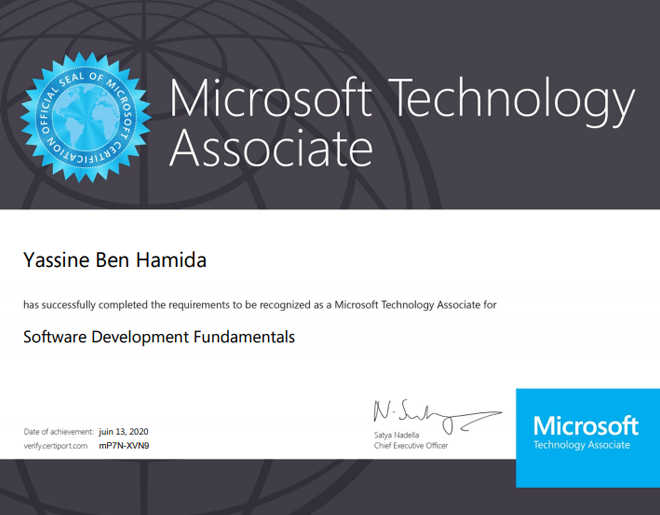 OFFICIAL SEAL OF MICROSOFT CERTIFICATION
Microsoft Technology
Associate
Yassine Ben Hamida
has successfully completed the requirements to be recognized as a Microsoft Technology Associate for
Software Development Fundamentals
Date of achievement: juin 13, 2020
verify.certiport.com mP7N-XVN9
Satya Nadella
Chief Executive Officer
Microsoft
Technology Associate